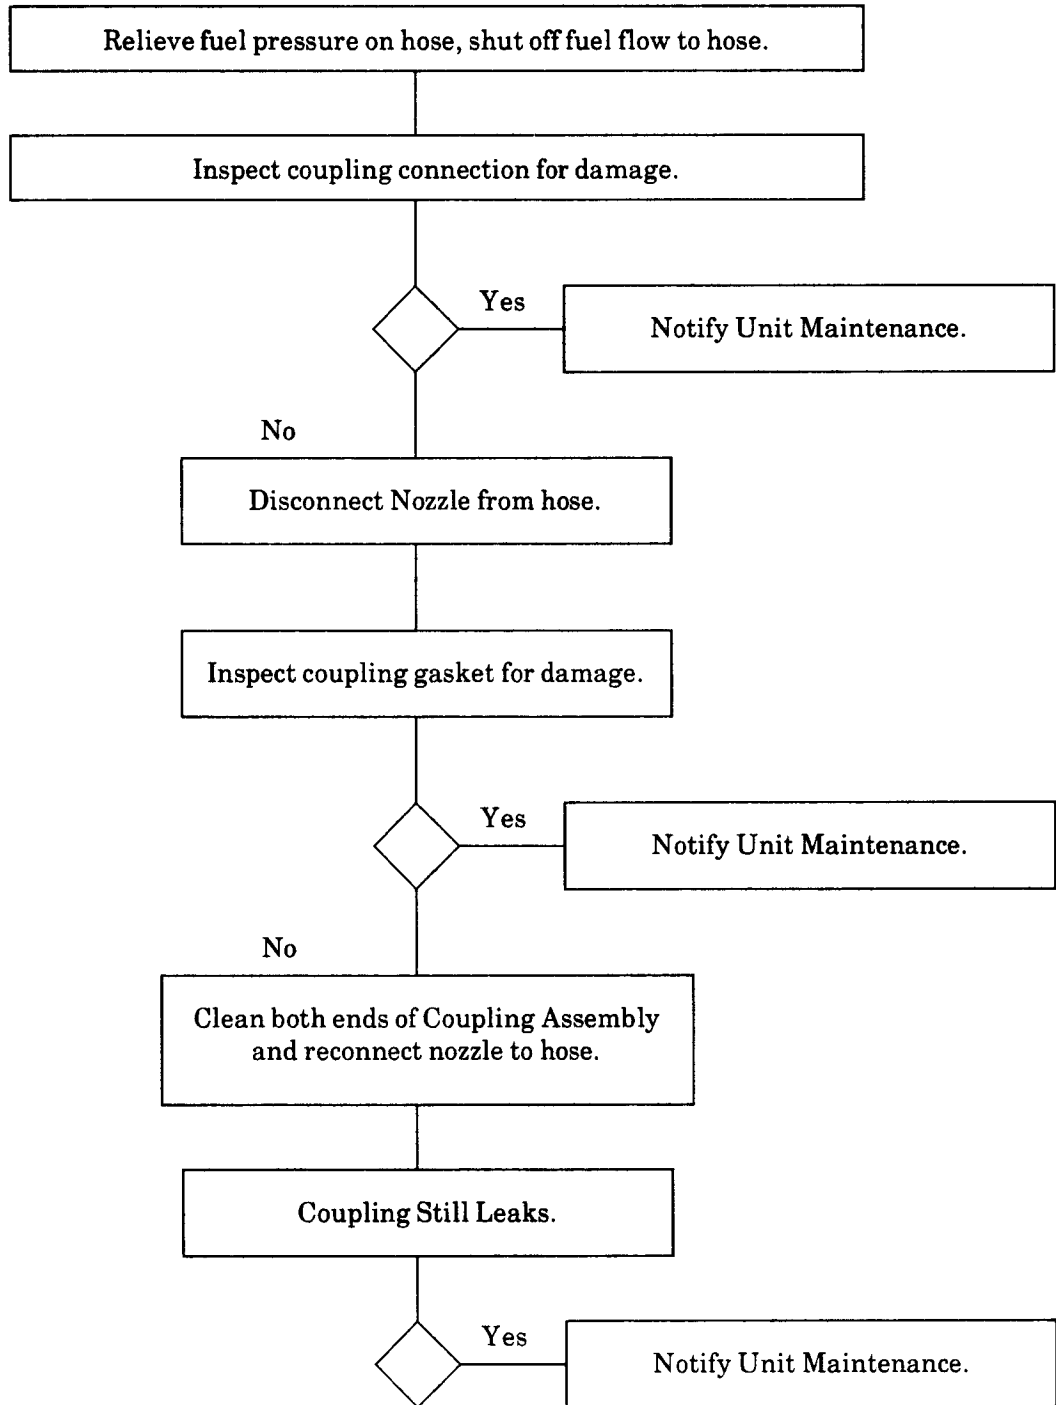 Relieve fuel pressure on hose, shut off fuel flow to hose.
Inspect coupling connection for damage.
Yes
Notify Unit Maintenance.
No
Disconnect Nozzle from hose.
Inspect coupling gasket for damage.
Yes
Notify Unit Maintenance.
No
Clean both ends of Coupling Assembly
and reconnect nozzle to hose.
Coupling Still Leaks.
Yes
Notify Unit Maintenance.